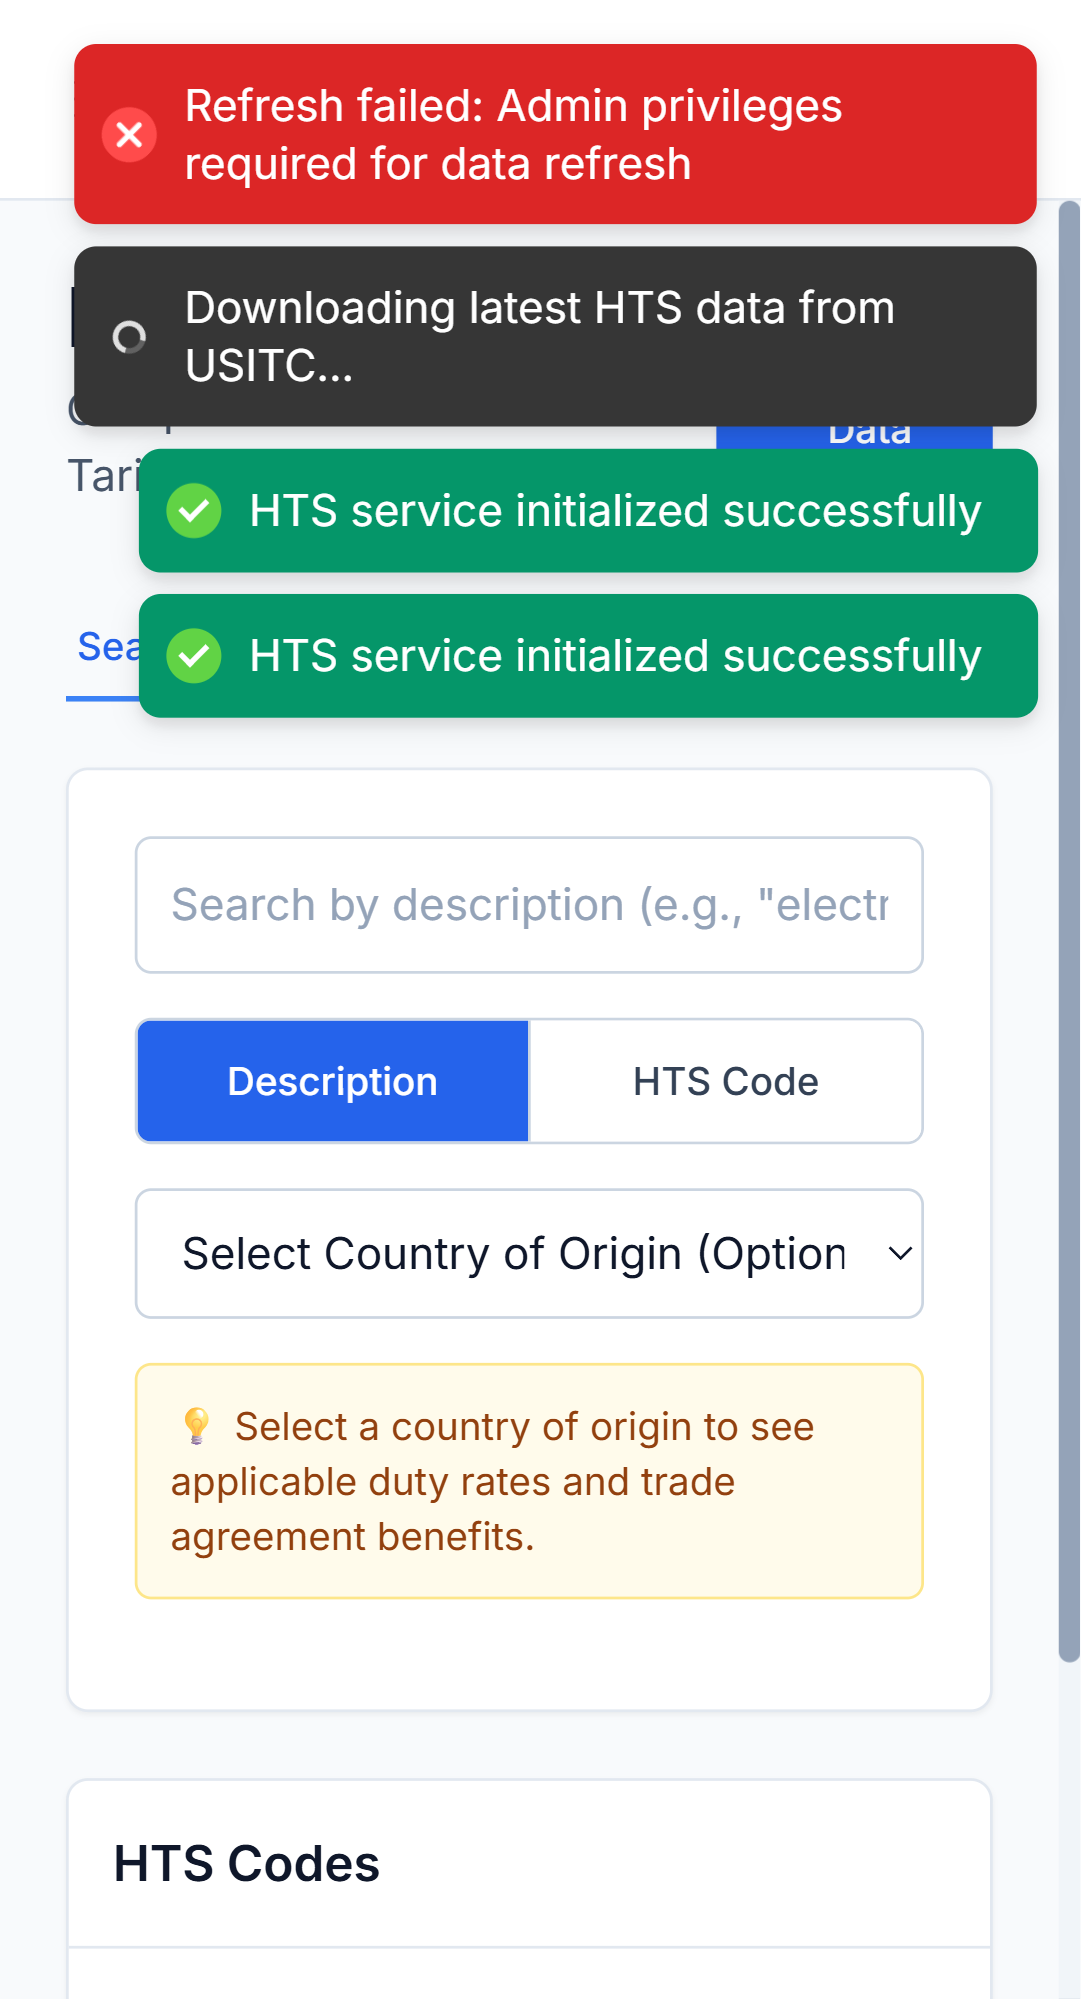 Refresh failed: Admin privileges
required for data refresh
Downloading latest HTS data from
USITC...
Data
HTS service initialized successfully
HTS service initialized successfully
Search by description (e.g., "electr
Description
HTS Code
Select Country of Origin (Option
💡 Select a country of origin to see
applicable duty rates and trade
agreement benefits.
HTS Codes